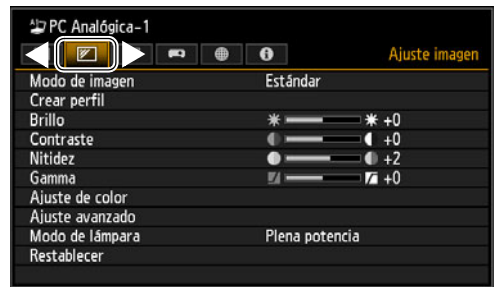 PC Analógica-1
Ajuste imagen
Modo de imagen Estándar
Crear perfil
Brillo +0
Contraste +0
Nitidez +2
Gamma +0
Ajuste de color
Ajuste avanzado
Modo de lámpara Plena potencia
Restablecer